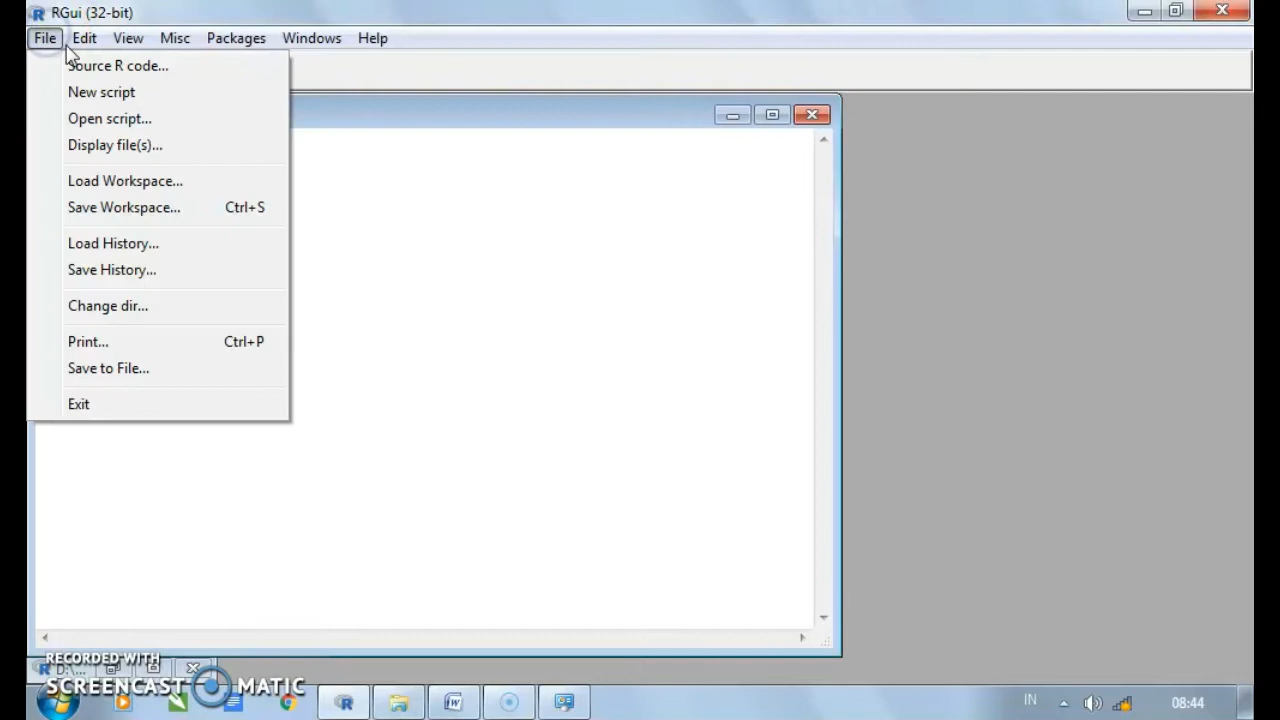 RGui (32-bit)
File Edit View Misc Packages Windows Help
Source R code...
New script
Open script...
Display file(s)...
Load Workspace...
Save Workspace... Ctrl+S
Load History...
Save History...
Change dir...
Print... Ctrl+P
Save to File...
Exit
RECORDED WITH
D:\...
SCREENCAST MATIC
IN 08:44